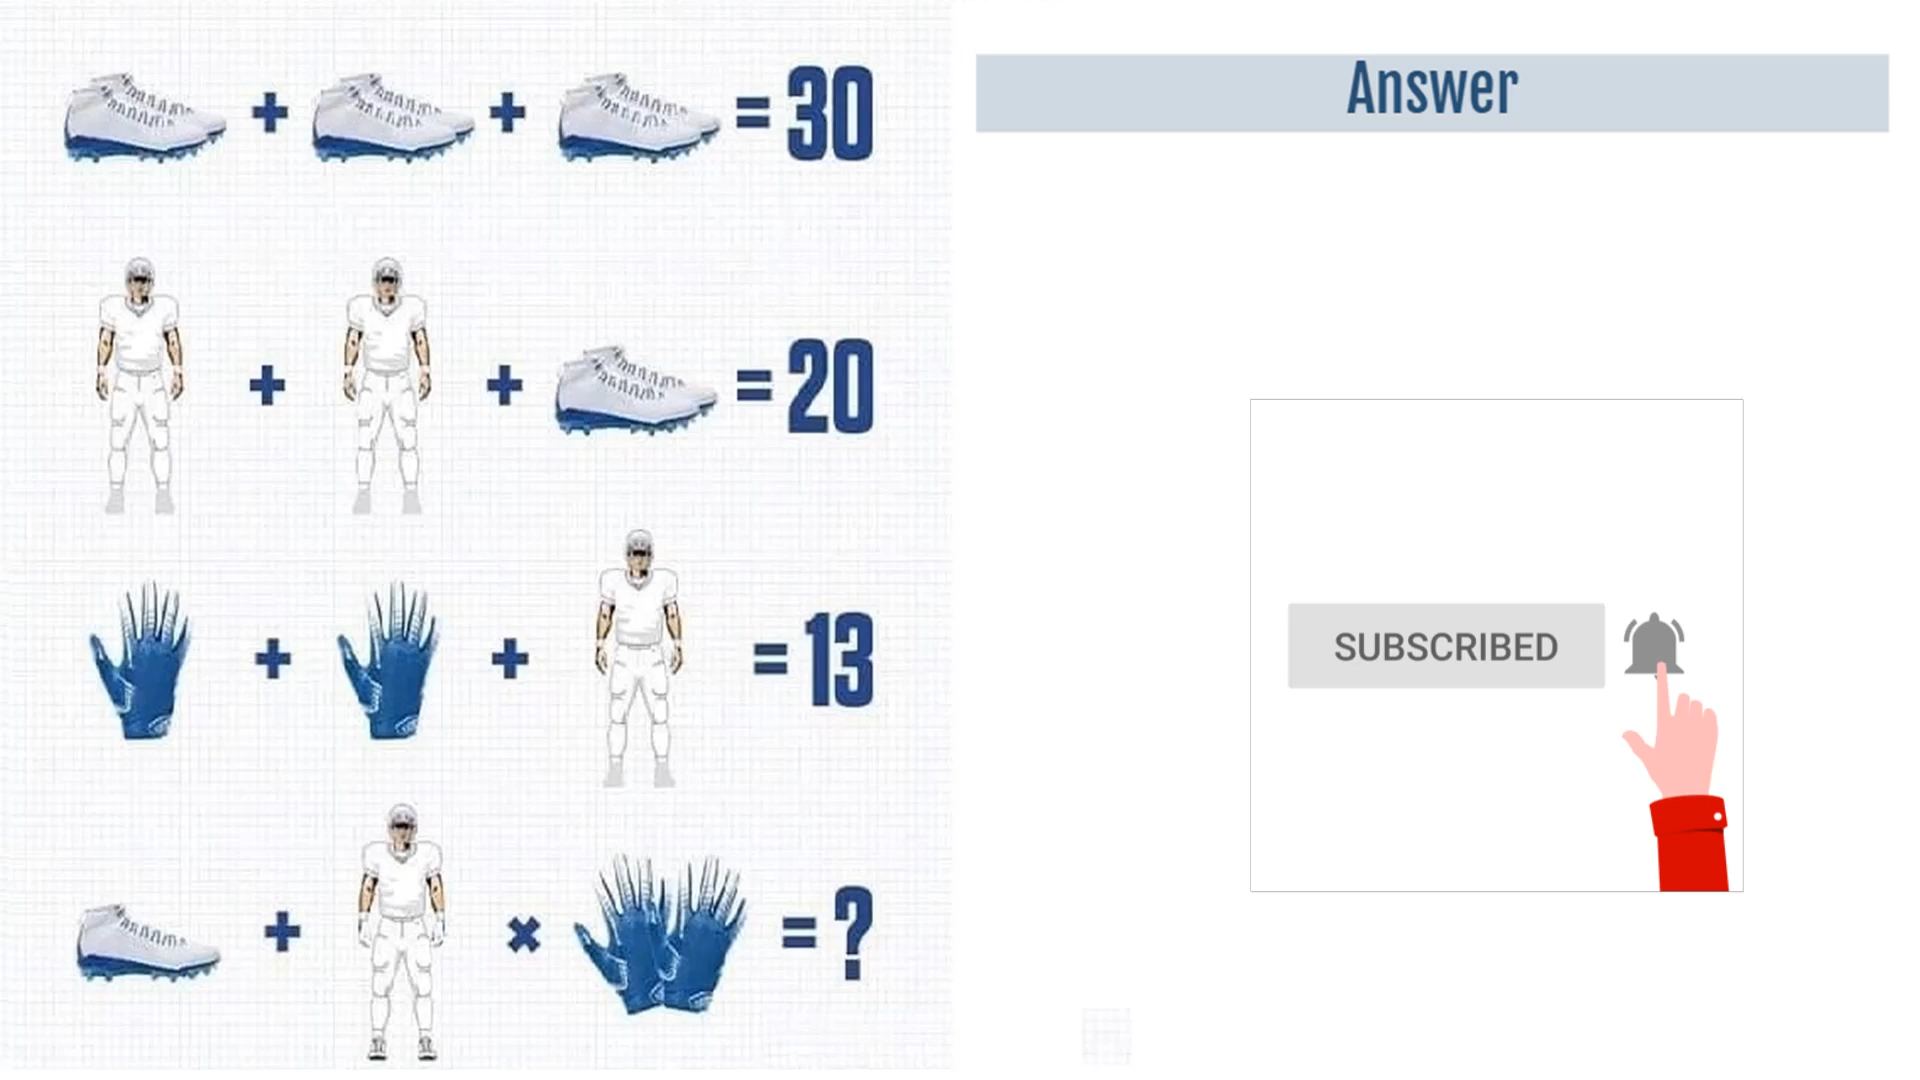 + + = 30
Answer
+ + = 20
+ + = 13
SUBSCRIBED
+ × = ?